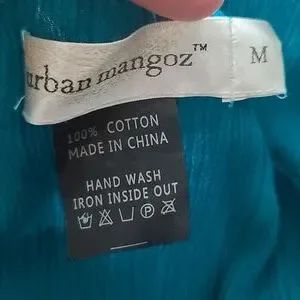 urban mangoz™
M
100% COTTON
MADE IN CHINA
HAND WASH
IRON INSIDE OUT